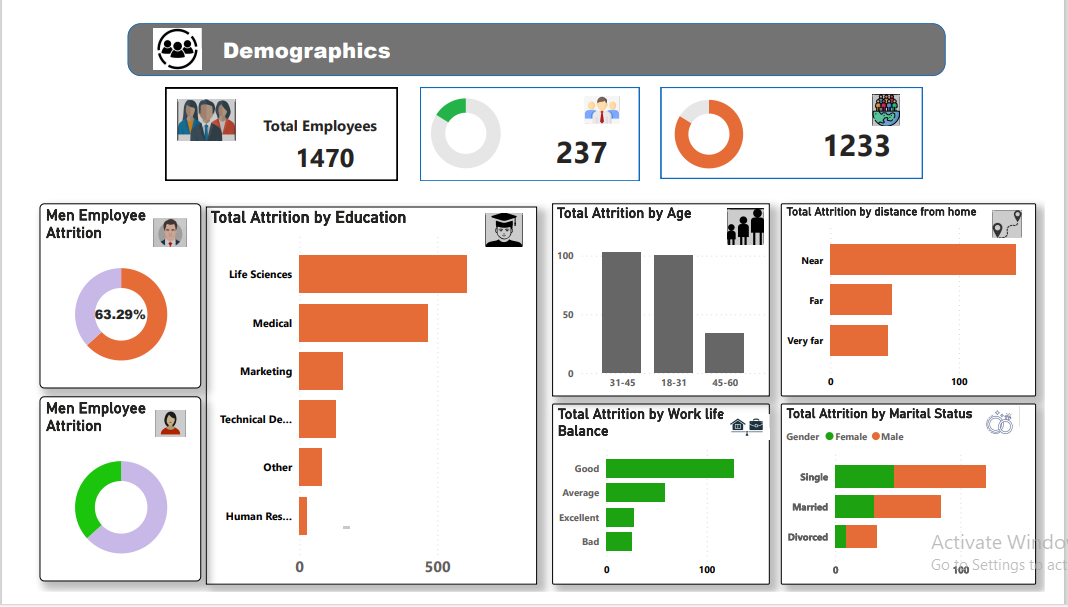 Demographics
Total Employees
1470
237
1233
Men Employee
Attrition
63.29%
Total Attrition by Education
Life Sciences
Medical
Marketing
Technical De...
Other
Human Res...
0
500
Total Attrition by Age
100
50
0
31-45
18-31
45-60
Total Attrition by distance from home
Near
Far
Very far
0
100
Men Employee
Attrition
Total Attrition by Work life
Balance
Good
Average
Excellent
Bad
0
100
Total Attrition by Marital Status
Gender Female Male
Single
Married
Divorced
0
100
Activate Windo
Go to Settings to act